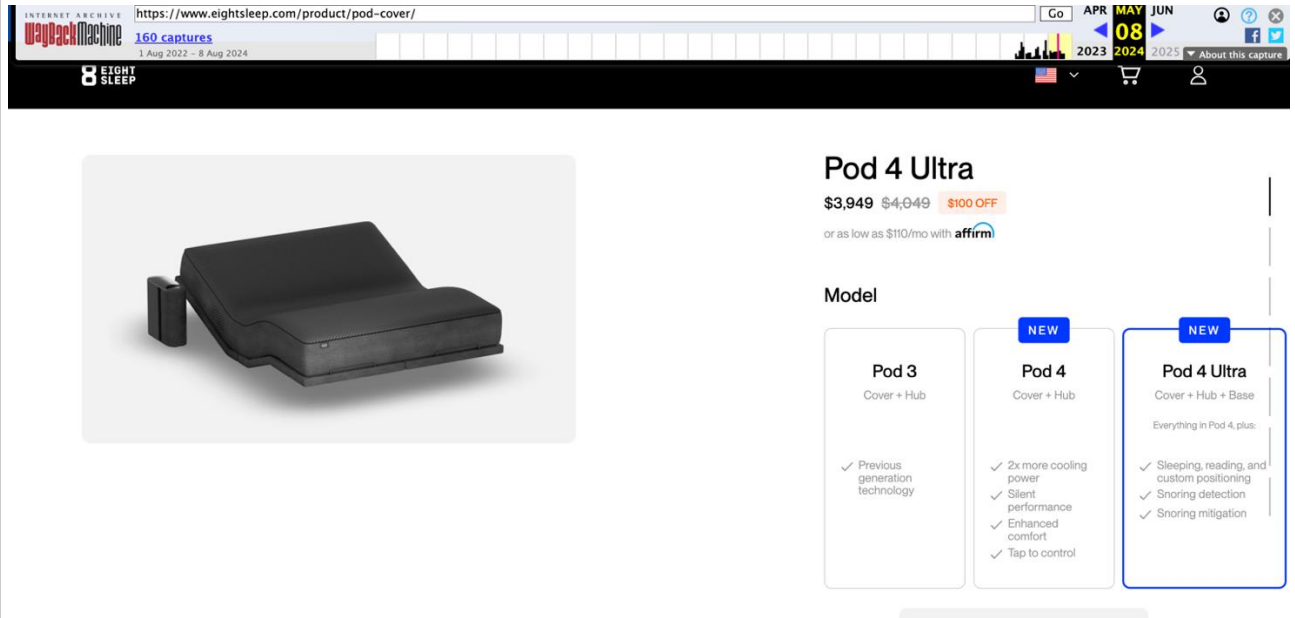 INTERNET ARCHIVE
WayBackMachine
https://www.eightsleep.com/product/pod-cover/
Go
APR MAY JUN
160 captures
08
1 Aug 2022 – 8 Aug 2024
2023 2024 2025
▼ About this capture
EIGHT
SLEEP
Pod 4 Ultra
$3,949 $4,049 $100 OFF
or as low as $110/mo with affirm
Model
Pod 3
Cover + Hub
Previous
generation
technology
NEW
Pod 4
Cover + Hub
2x more cooling
power
Silent
performance
Enhanced
comfort
Tap to control
NEW
Pod 4 Ultra
Cover + Hub + Base
Everything in Pod 4, plus:
Sleeping, reading, and
custom positioning
Snoring detection
Snoring mitigation